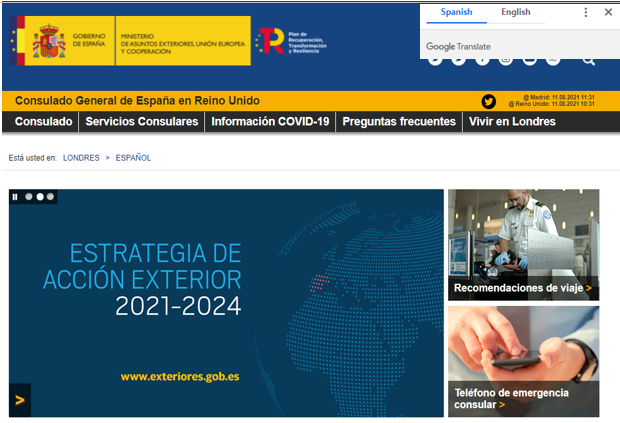 Spanish English
Google Translate
GOBIERNO
DE ESPAÑA
MINISTERIO
DE ASUNTOS EXTERIORES, UNIÓN EUROPEA
Y COOPERACIÓN
Plan de
Recuperación,
Transformación
y Resiliencia
Consulado General de España en Reino Unido
@ Madrid: 11.08.2021 11:31
@ Reino Unido: 11.08.2021 10:31
Consulado Servicios Consulares Información COVID-19 Preguntas frecuentes Vivir en Londres
Está usted en: LONDRES > ESPAÑOL
ESTRATEGIA DE
ACCIÓN EXTERIOR
2021-2024
www.exteriores.gob.es
>
Recomendaciones de viaje >
Teléfono de emergencia
consular >